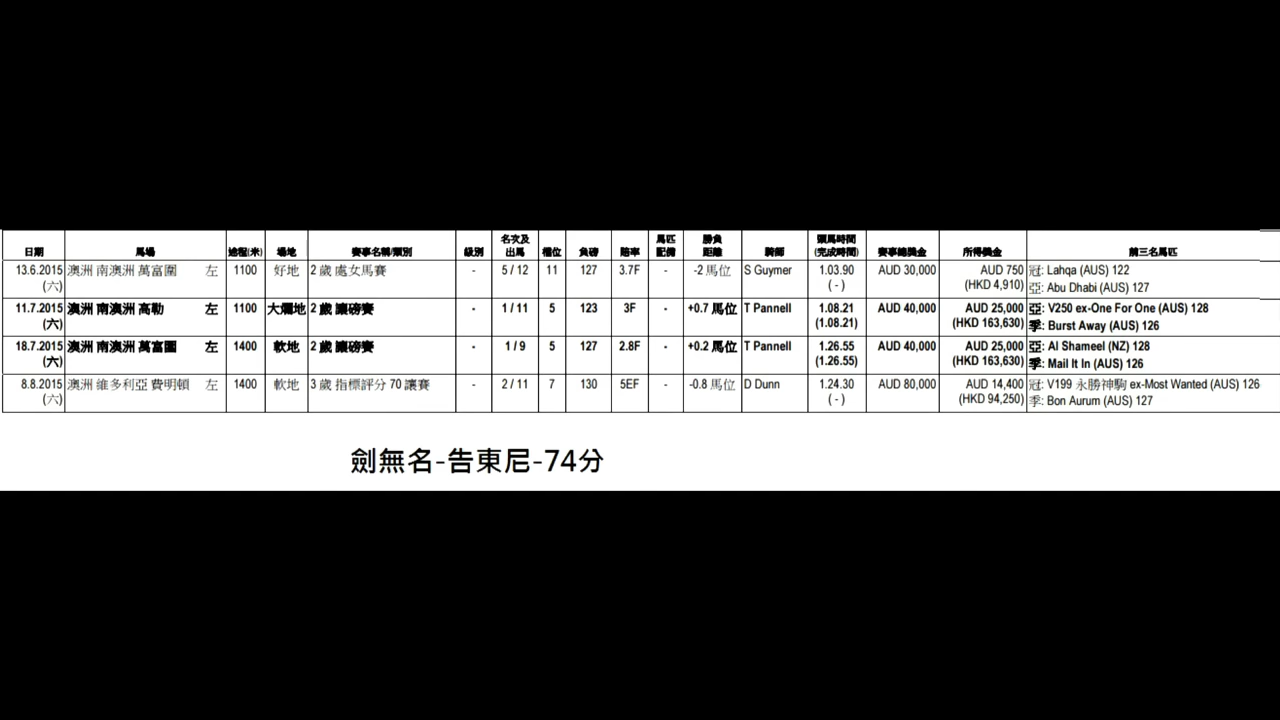 日期 馬場 途程(米) 場地 賽事名稱/類別 級別 名次及出馬 檔位 負磅 賠率 馬匹配備 勝負距離 騎師 頭馬時間(完成時間) 賽事總獎金 所得獎金 前三名馬匹
13.6.2015 澳洲 南澳洲 萬富圍 左 1100 好地 2 歲 處女馬賽 - 5 / 12 11 127 3.7F - -2 馬位 S Guymer 1.03.90 AUD 30,000 AUD 750 冠: Lahqa (AUS) 122
(六) ( - ) (HKD 4,910) 亞: Abu Dhabi (AUS) 127
11.7.2015 澳洲 南澳洲 高勒 左 1100 大爛地 2 歲 讓磅賽 - 1 / 11 5 123 3F - +0.7 馬位 T Pannell 1.08.21 AUD 40,000 AUD 25,000 亞: V250 ex-One For One (AUS) 128
(六) (1.08.21) (HKD 163,630) 季: Burst Away (AUS) 126
18.7.2015 澳洲 南澳洲 萬富圍 左 1400 軟地 2 歲 讓磅賽 - 1 / 9 5 127 2.8F - +0.2 馬位 T Pannell 1.26.55 AUD 40,000 AUD 25,000 亞: Al Shameel (NZ) 128
(六) (1.26.55) (HKD 163,630) 季: Mail It In (AUS) 126
8.8.2015 澳洲 維多利亞 費明頓 左 1400 軟地 3 歲 指標評分 70 讓賽 - 2 / 11 7 130 5EF - -0.8 馬位 D Dunn 1.24.30 AUD 80,000 AUD 14,400 冠: V199 永勝神駒 ex-Most Wanted (AUS) 126
(六) ( - ) (HKD 94,250) 季: Bon Aurum (AUS) 127
劍無名-告東尼-74分